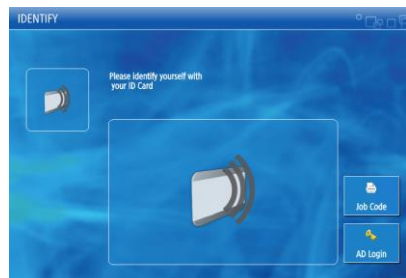 IDENTIFY
Please identify yourself with
your ID Card
Job Code
AD Login